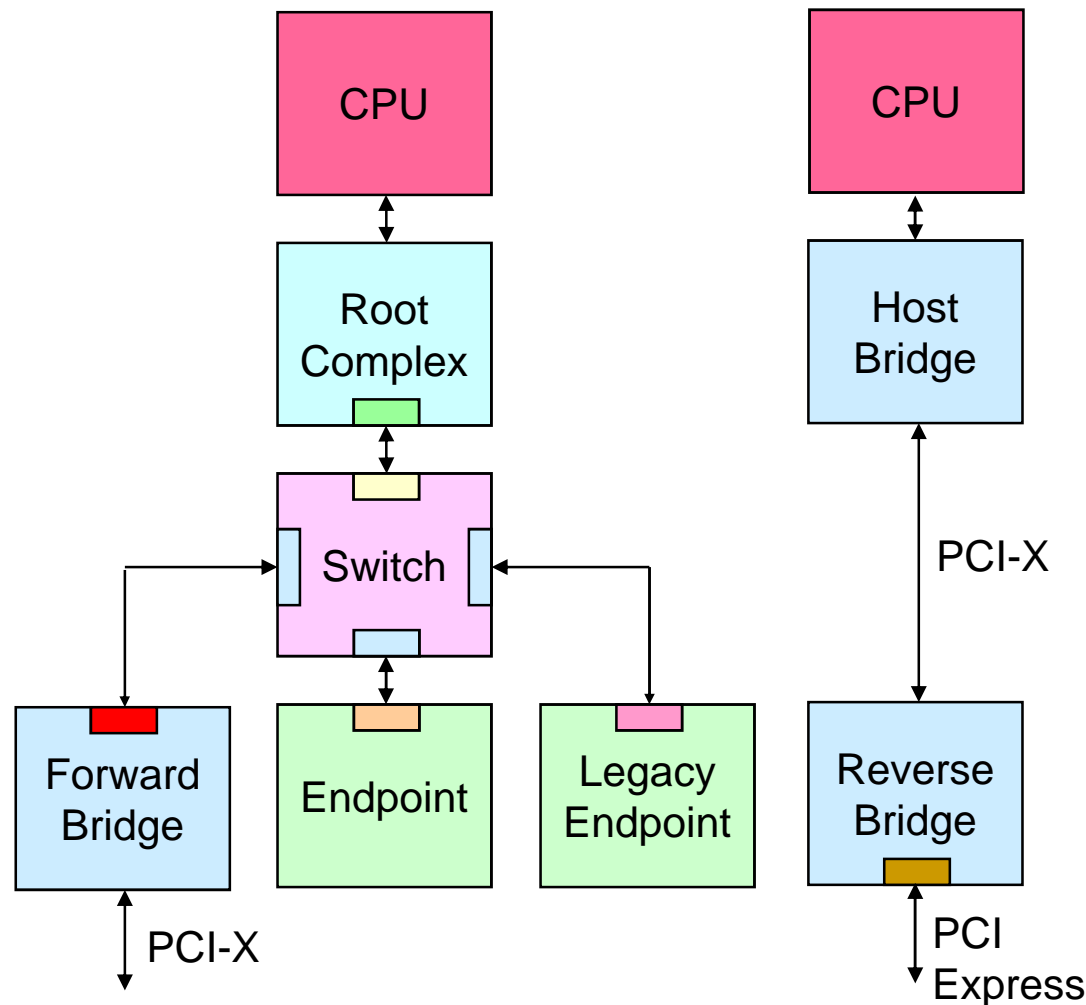 CPU
CPU
Root
Complex
Host
Bridge
Switch
PCI-X
Forward
Bridge
Endpoint
Legacy
Endpoint
Reverse
Bridge
PCI-X
PCI
Express